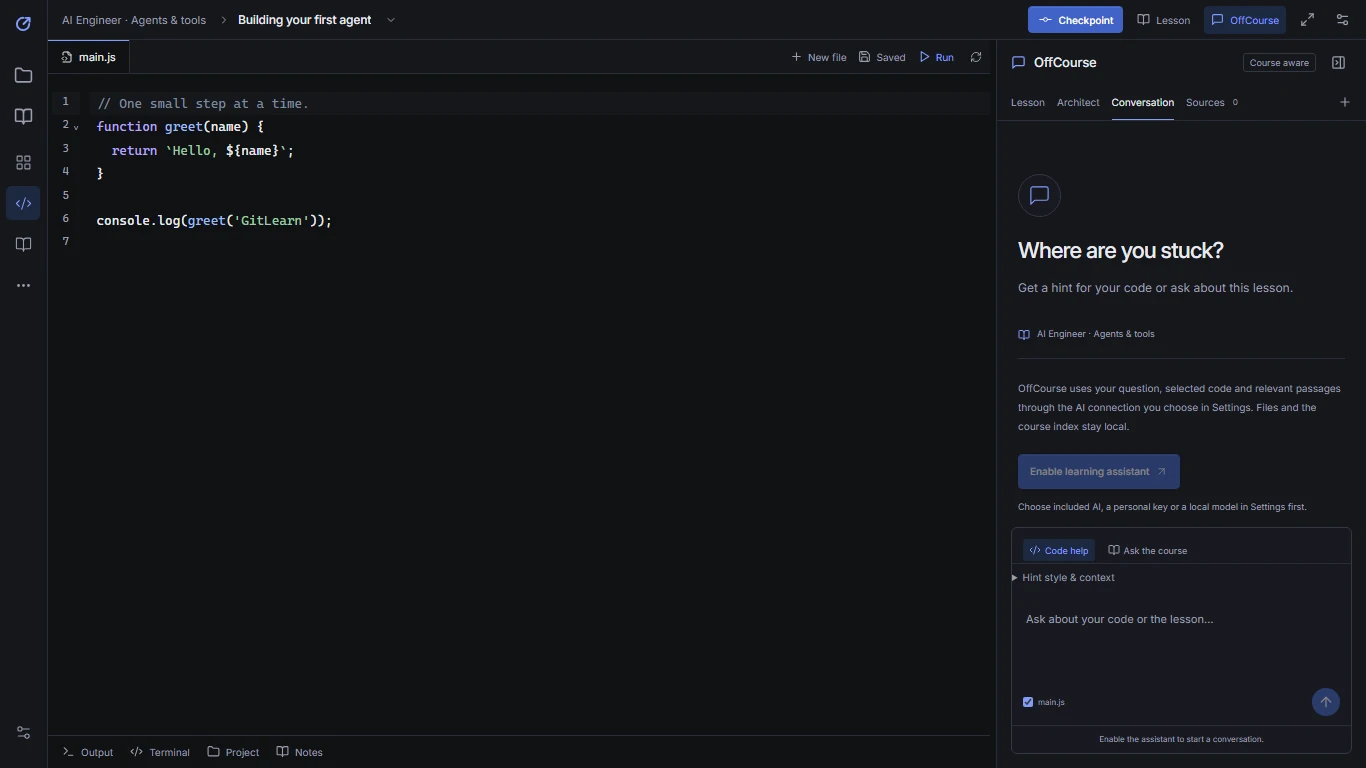 AI Engineer · Agents & tools > Building your first agent
Checkpoint
Lesson
OffCourse
main.js
New file
Saved
Run
1 // One small step at a time.
2 function greet(name) {
3 return `Hello, ${name}`;
4 }
5
6 console.log(greet('GitLearn'));
7
Output
Terminal
Project
Notes
OffCourse
Course aware
Lesson
Architect
Conversation
Sources 0
Where are you stuck?
Get a hint for your code or ask about this lesson.
AI Engineer · Agents & tools
OffCourse uses your question, selected code and relevant passages
through the AI connection you choose in Settings. Files and the
course index stay local.
Enable learning assistant
Choose included AI, a personal key or a local model in Settings first.
Code help
Ask the course
Hint style & context
Ask about your code or the lesson...
main.js
Enable the assistant to start a conversation.